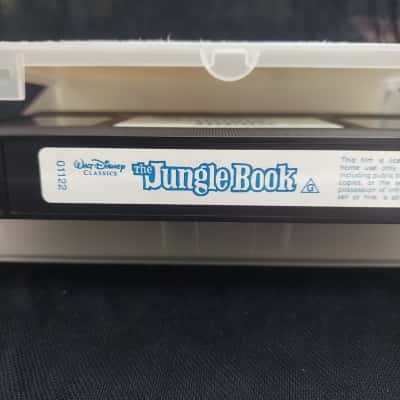 01122
WALT DISNEY
CLASSICS
The Jungle Book
G
This film is
home use only
including public
copies, or the
possession of
sell or hire, is